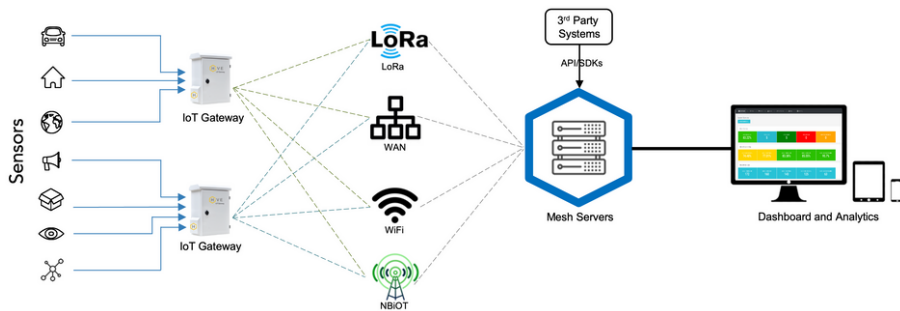 Sensors
IoT Gateway
IoT Gateway
LoRa
LoRa
WAN
WiFi
NBiOT
3rd Party
Systems
API/SDKs
Mesh Servers
Dashboard and Analytics